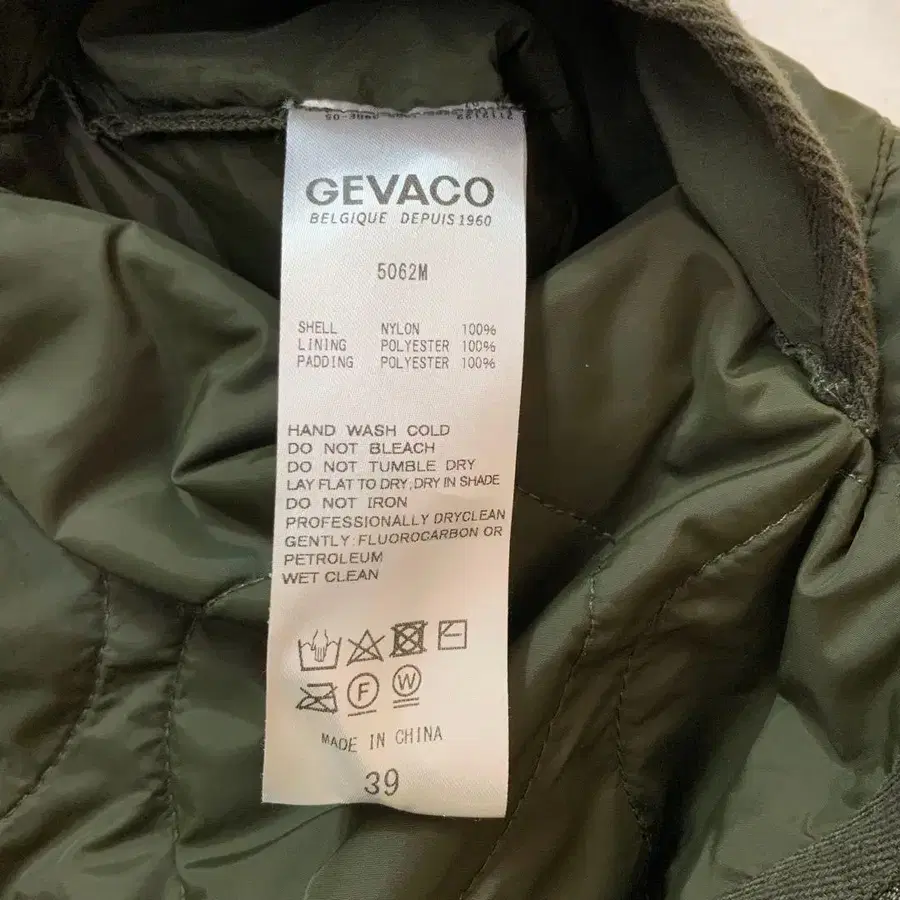 GEVACO
BELGIQUE DEPUIS 1960
5062M
SHELL NYLON 100%
LINING POLYESTER 100%
PADDING POLYESTER 100%
HAND WASH COLD
DO NOT BLEACH
DO NOT TUMBLE DRY
LAY FLAT TO DRY;DRY IN SHADE
DO NOT IRON
PROFESSIONALLY DRYCLEAN
GENTLY:FLUOROCARBON OR
PETROLEUM
WET CLEAN
F W
MADE IN CHINA
39